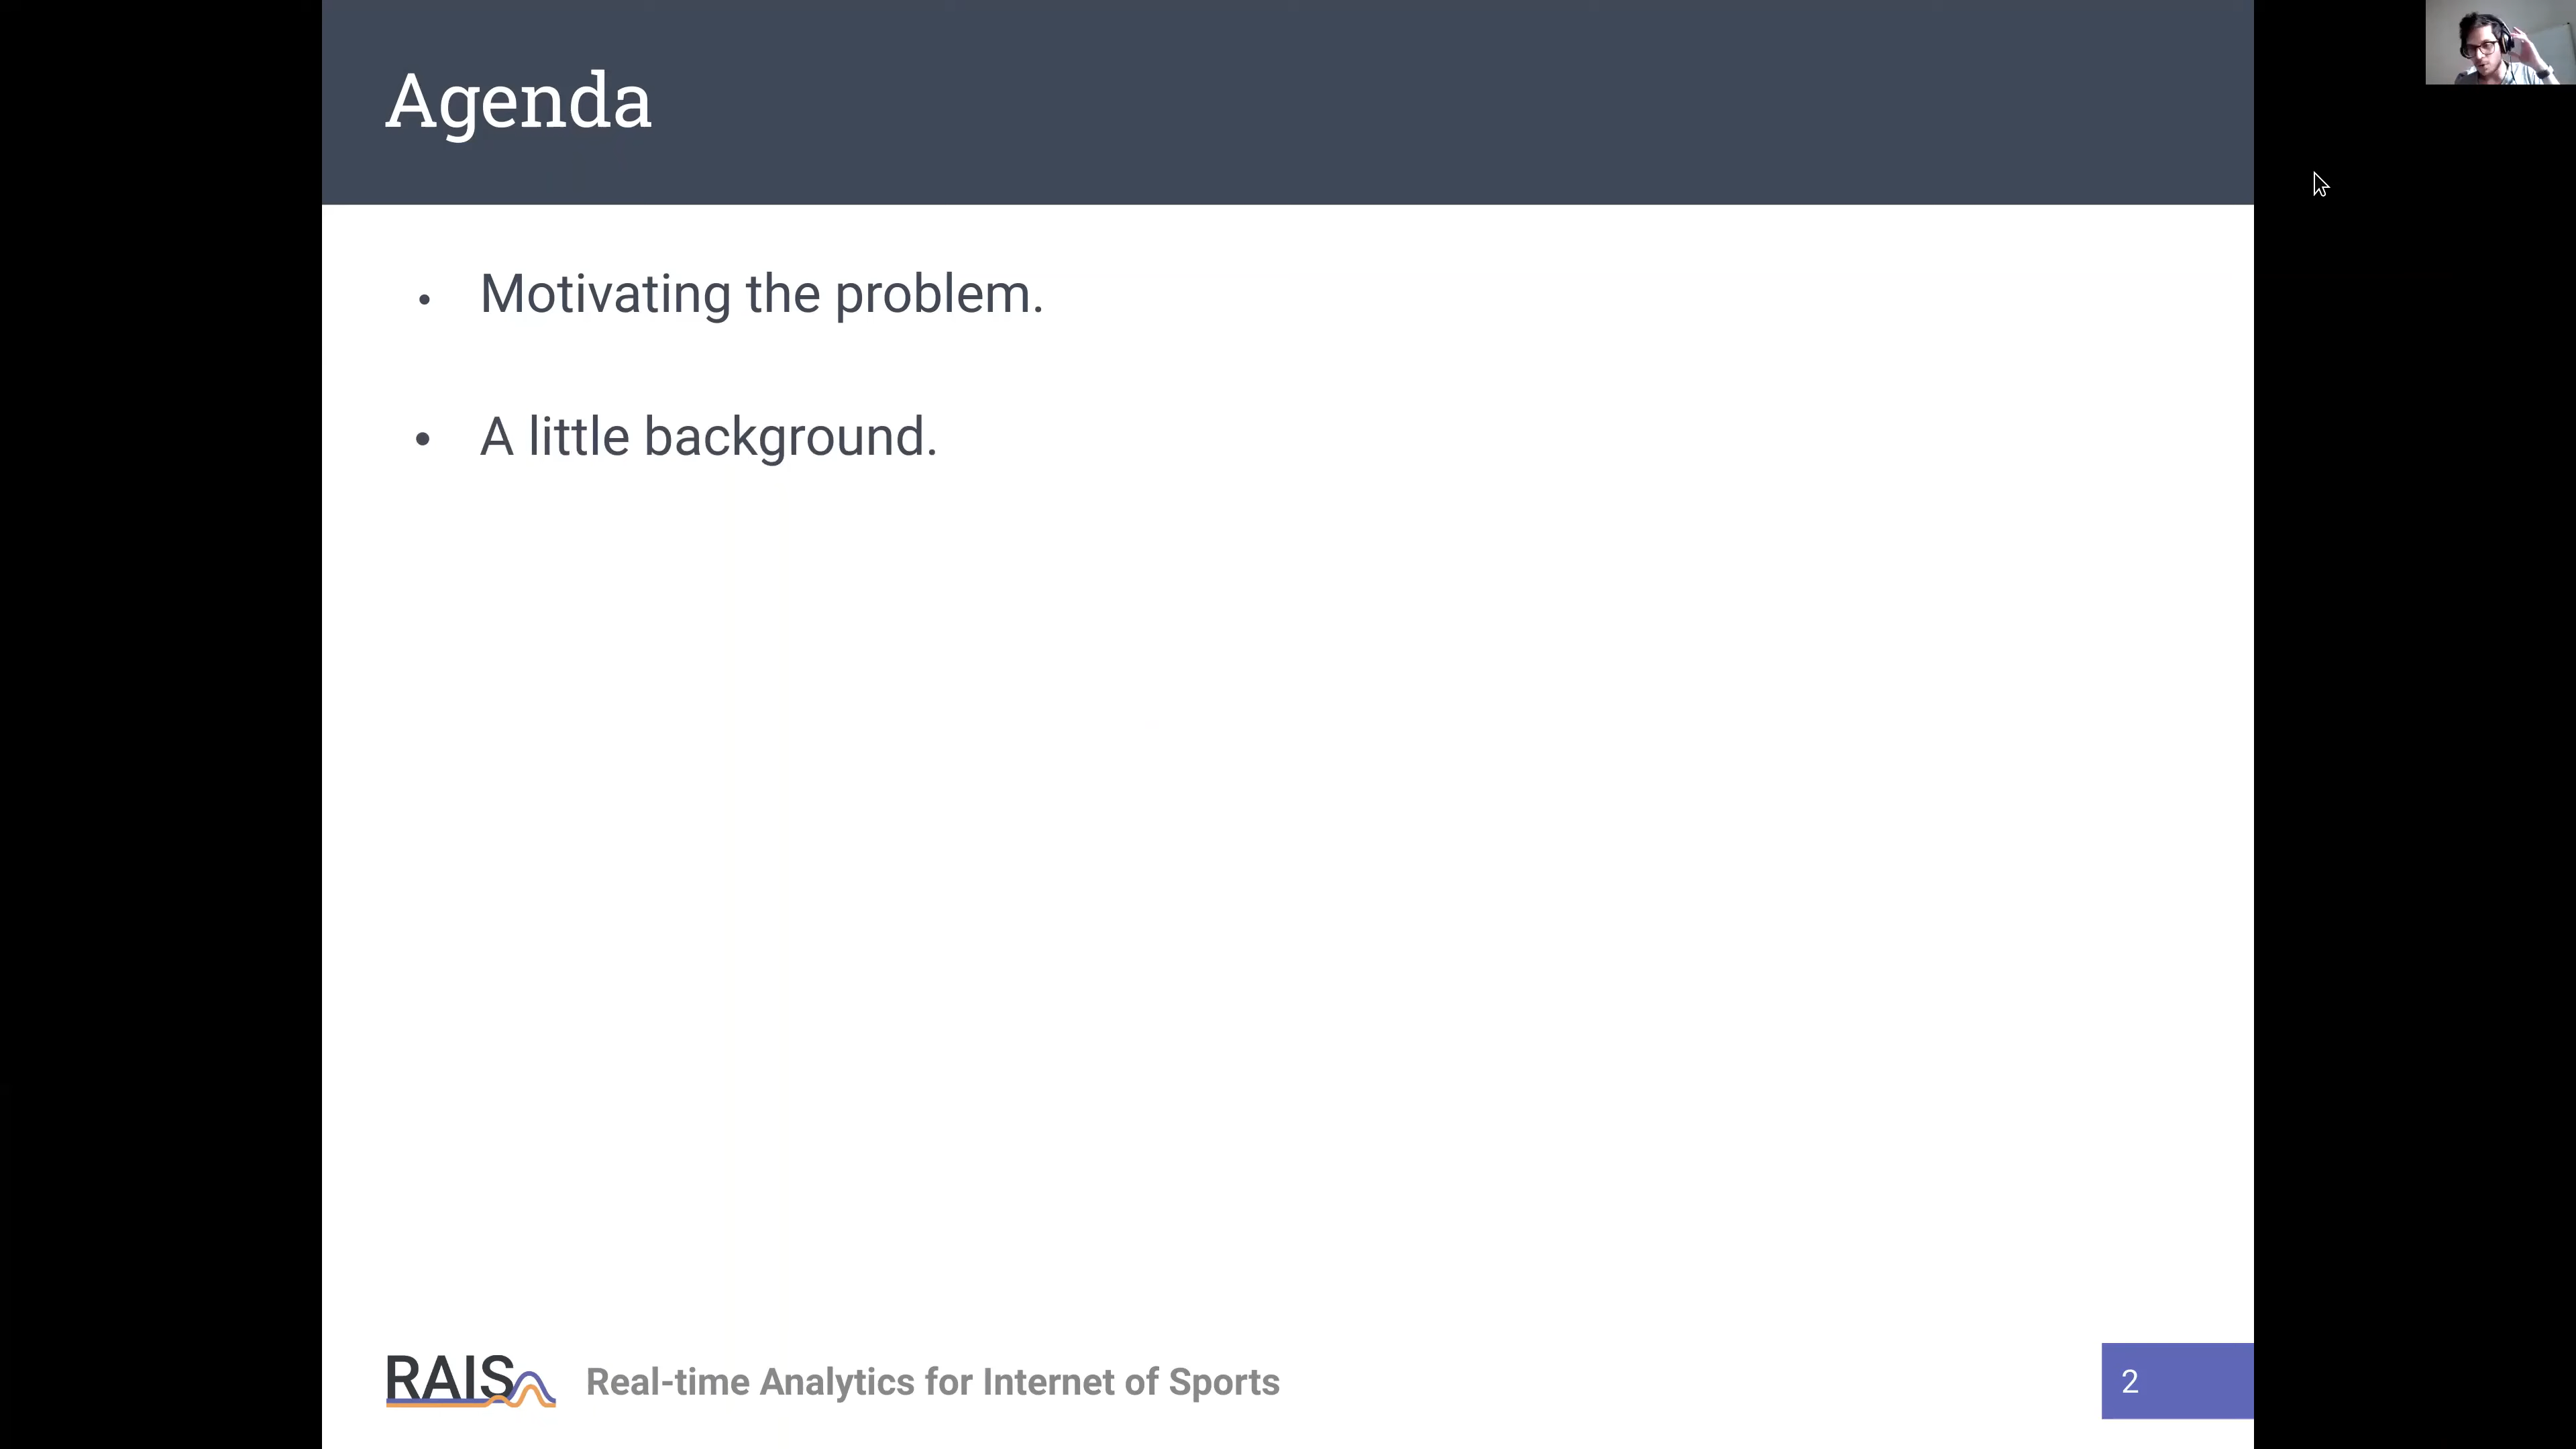 Agenda
• Motivating the problem.
• A little background.
RAIS Real-time Analytics for Internet of Sports
2